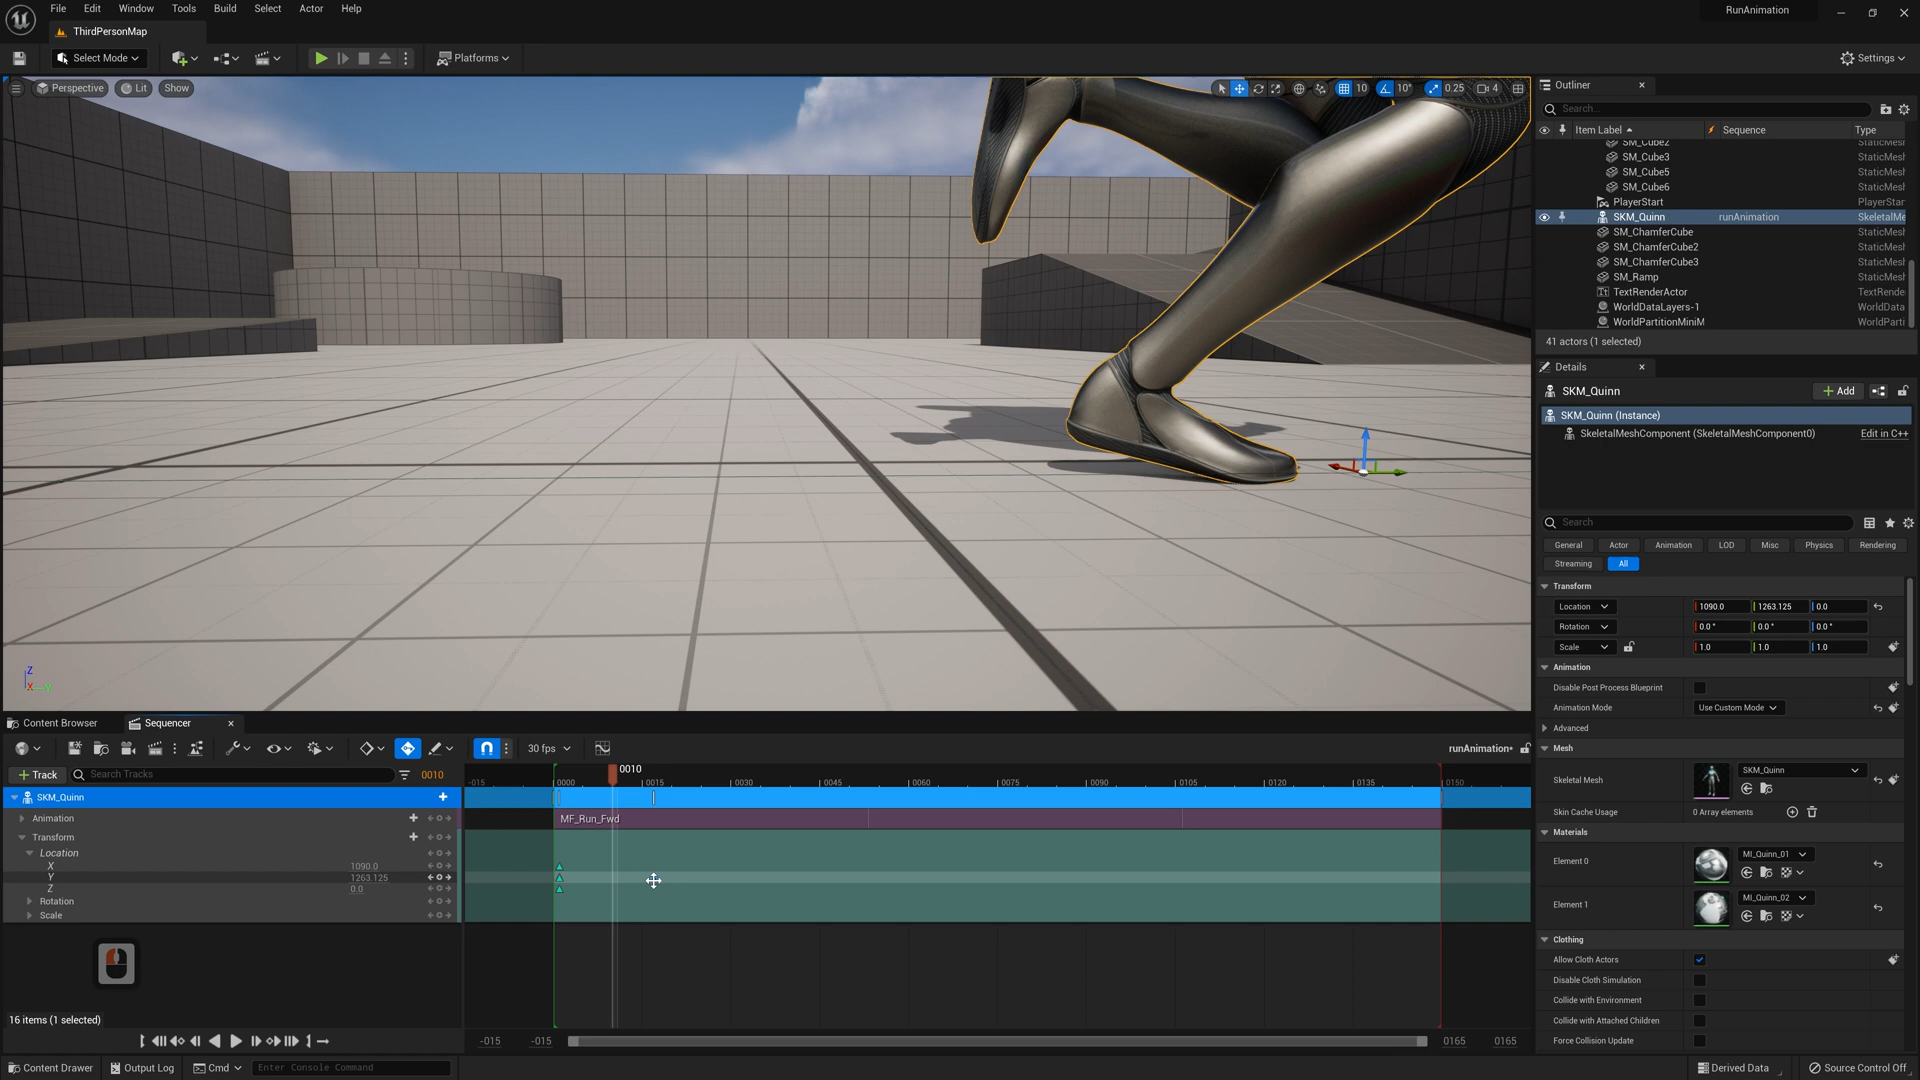 File Edit Window Tools Build Select Actor Help
RunAnimation
ThirdPersonMap
Select Mode
Platforms
Settings
Perspective Lit Show
10 10° 0.25 4
Outliner
Search...
Item Label Sequence Type
SM_Cube2 StaticMesh
SM_Cube3 StaticMesh
SM_Cube5 StaticMesh
SM_Cube6 StaticMesh
PlayerStart PlayerStar
SKM_Quinn runAnimation SkeletalMe
SM_ChamferCube StaticMesh
SM_ChamferCube2 StaticMesh
SM_ChamferCube3 StaticMesh
SM_Ramp StaticMesh
TextRenderActor TextRende
WorldDataLayers-1 WorldData
WorldPartitionMiniM WorldParti
41 actors (1 selected)
Details
SKM_Quinn
Add
SKM_Quinn (Instance)
SkeletalMeshComponent (SkeletalMeshComponent0) Edit in C++
Search
General Actor Animation LOD Misc Physics Rendering
Streaming All
Transform
Location 1090.0 1263.125 0.0
Rotation 0.0° 0.0° 0.0°
Scale 1.0 1.0 1.0
Animation
Disable Post Process Blueprint
Animation Mode Use Custom Mode
Advanced
Mesh
Skeletal Mesh SKM_Quinn
Skin Cache Usage 0 Array elements
Materials
Element 0 MI_Quinn_01
Element 1 MI_Quinn_02
Clothing
Allow Cloth Actors
Disable Cloth Simulation
Collide with Environment
Collide with Attached Children
Force Collision Update
Z
X Y
Content Browser Sequencer
30 fps
runAnimation*
Track Search Tracks 0010
0010
-015 0000 0015 0030 0045 0060 0075 0090 0105 0120 0135 0150
SKM_Quinn
Animation
MF_Run_Fwd
Transform
Location
X 1090.0
Y 1263.125
Z 0.0
Rotation
Scale
16 items (1 selected)
-015 -015 0165 0165
Content Drawer Output Log Cmd Enter Console Command
Derived Data Source Control Off